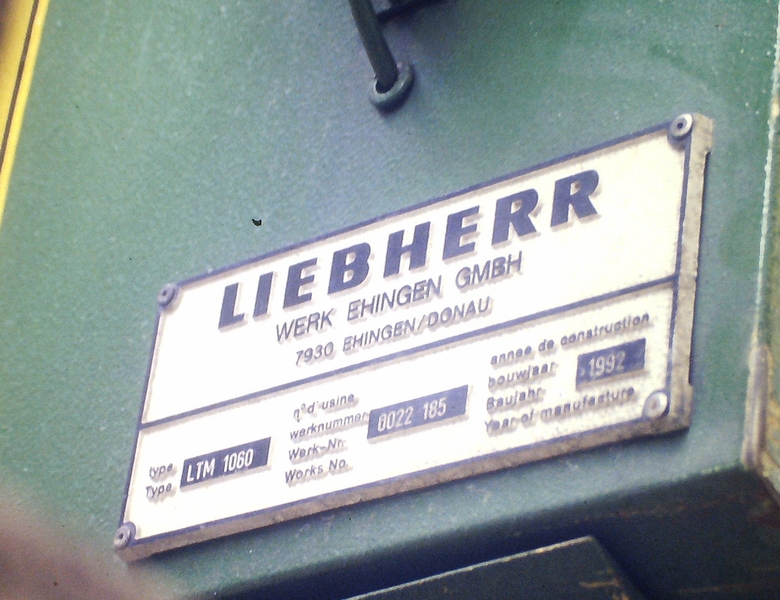 LIEBHERR
WERK EHINGEN GMBH
7930 EHINGEN/DONAU
type
Type
LTM 1060
n°d'usine
werknummer
Werk-Nr.
Works No.
0022 185
annee de construction
bouwjaar
Baujahr
Year of manufacture
1992